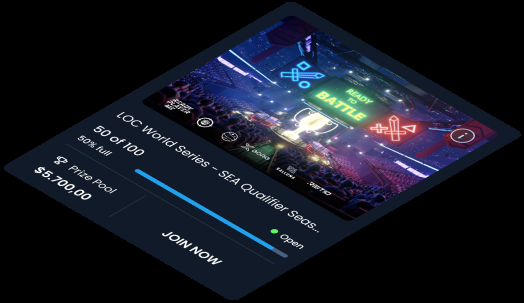 READY
TO
BATTLE
LOC World Series - SEA Qualifier Seas...
50 of 100
50% full
Open
Prize Pool
$5.700,00
JOIN NOW